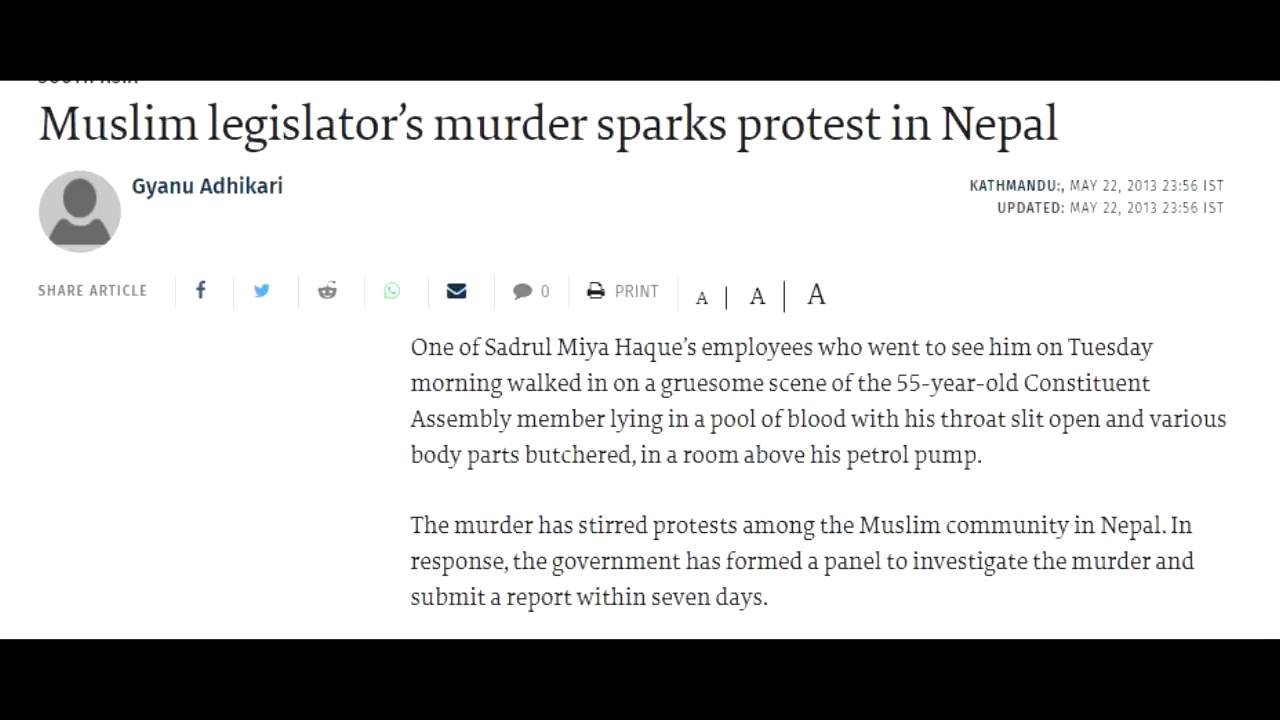 Muslim legislator’s murder sparks protest in Nepal
Gyanu Adhikari
KATHMANDU:, MAY 22, 2013 23:56 IST
UPDATED: MAY 22, 2013 23:56 IST
SHARE ARTICLE 0 PRINT A | A | A
One of Sadrul Miya Haque’s employees who went to see him on Tuesday
morning walked in on a gruesome scene of the 55-year-old Constituent
Assembly member lying in a pool of blood with his throat slit open and various
body parts butchered, in a room above his petrol pump.
The murder has stirred protests among the Muslim community in Nepal. In
response, the government has formed a panel to investigate the murder and
submit a report within seven days.